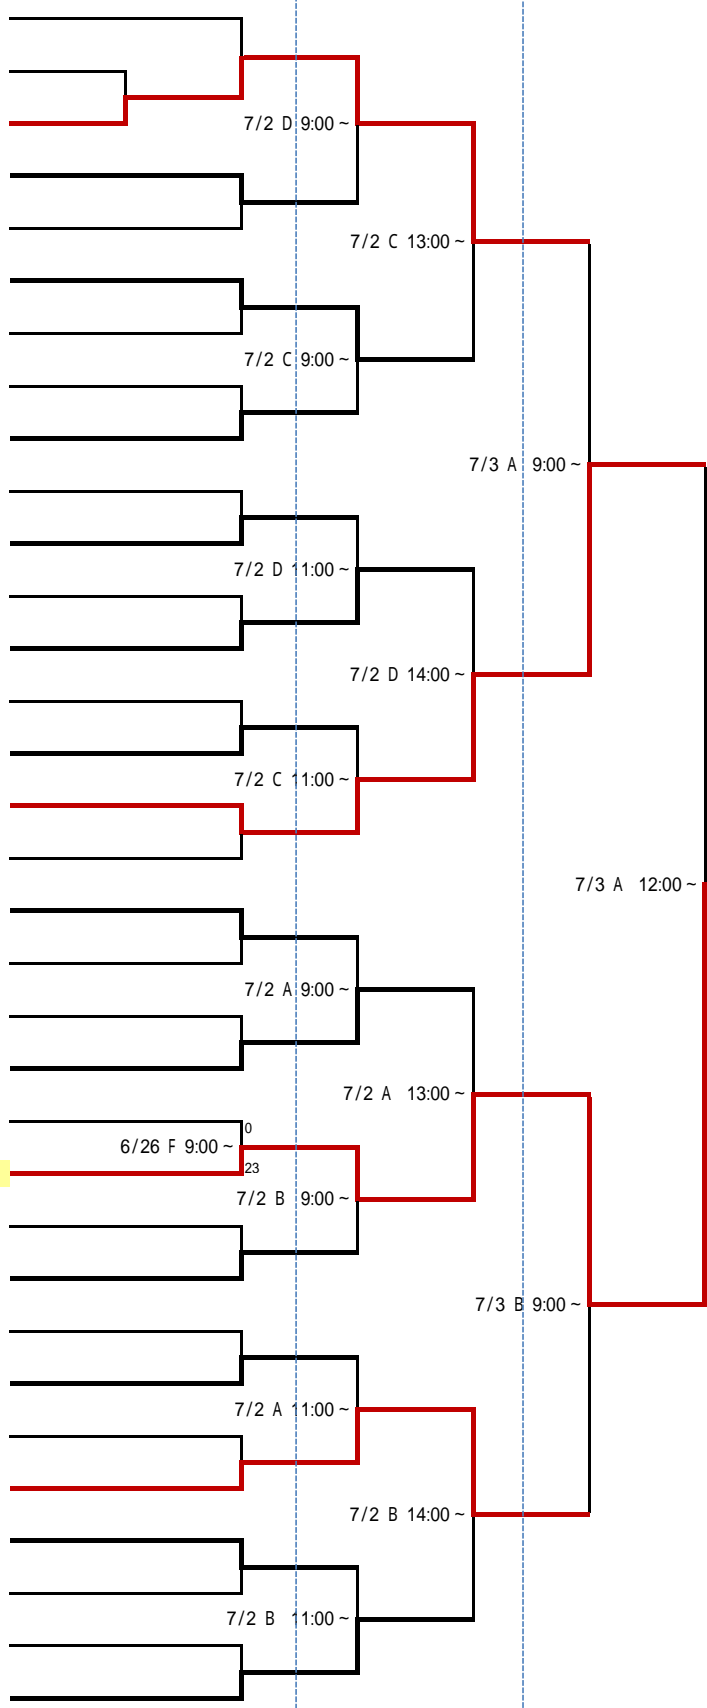 7/2 D 9:00 ~
7/2 C 13:00 ~
7/2 C 9:00 ~
7/3 A 9:00 ~
7/2 D 11:00 ~
7/2 D 14:00 ~
7/2 C 11:00 ~
7/3 A 12:00 ~
7/2 A 9:00 ~
7/2 A 13:00 ~
0
6/26 F 9:00 ~
23
7/2 B 9:00 ~
7/3 B 9:00 ~
7/2 A 11:00 ~
7/2 B 14:00 ~
7/2 B 11:00 ~